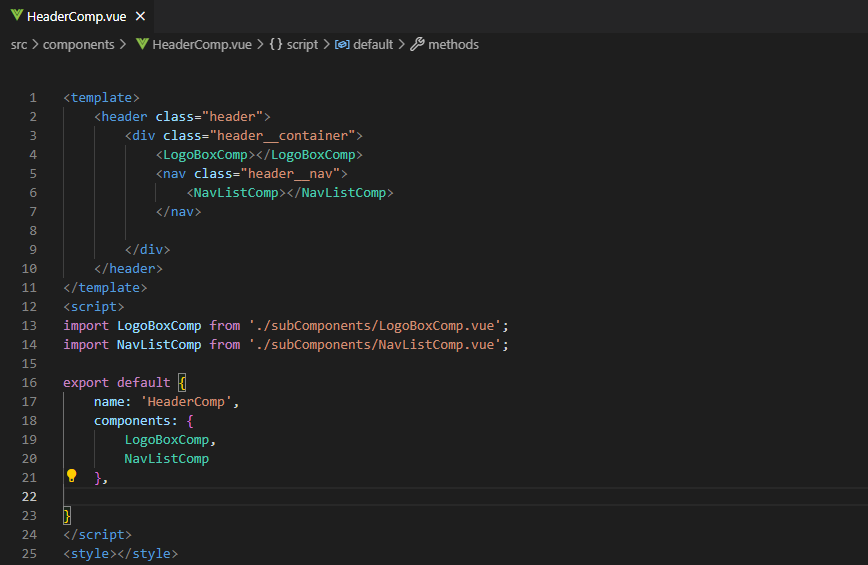 HeaderComp.vue ×
src > components > HeaderComp.vue > {} script > default > methods
1 <template>
2     <header class="header">
3         <div class="header__container">
4             <LogoBoxComp></LogoBoxComp>
5             <nav class="header__nav">
6                 <NavListComp></NavListComp>
7             </nav>
8
9         </div>
10     </header>
11 </template>
12 <script>
13 import LogoBoxComp from './subComponents/LogoBoxComp.vue';
14 import NavListComp from './subComponents/NavListComp.vue';
15
16 export default {
17     name: 'HeaderComp',
18     components: {
19         LogoBoxComp,
20         NavListComp
21     },
22
23 }
24 </script>
25 <style></style>